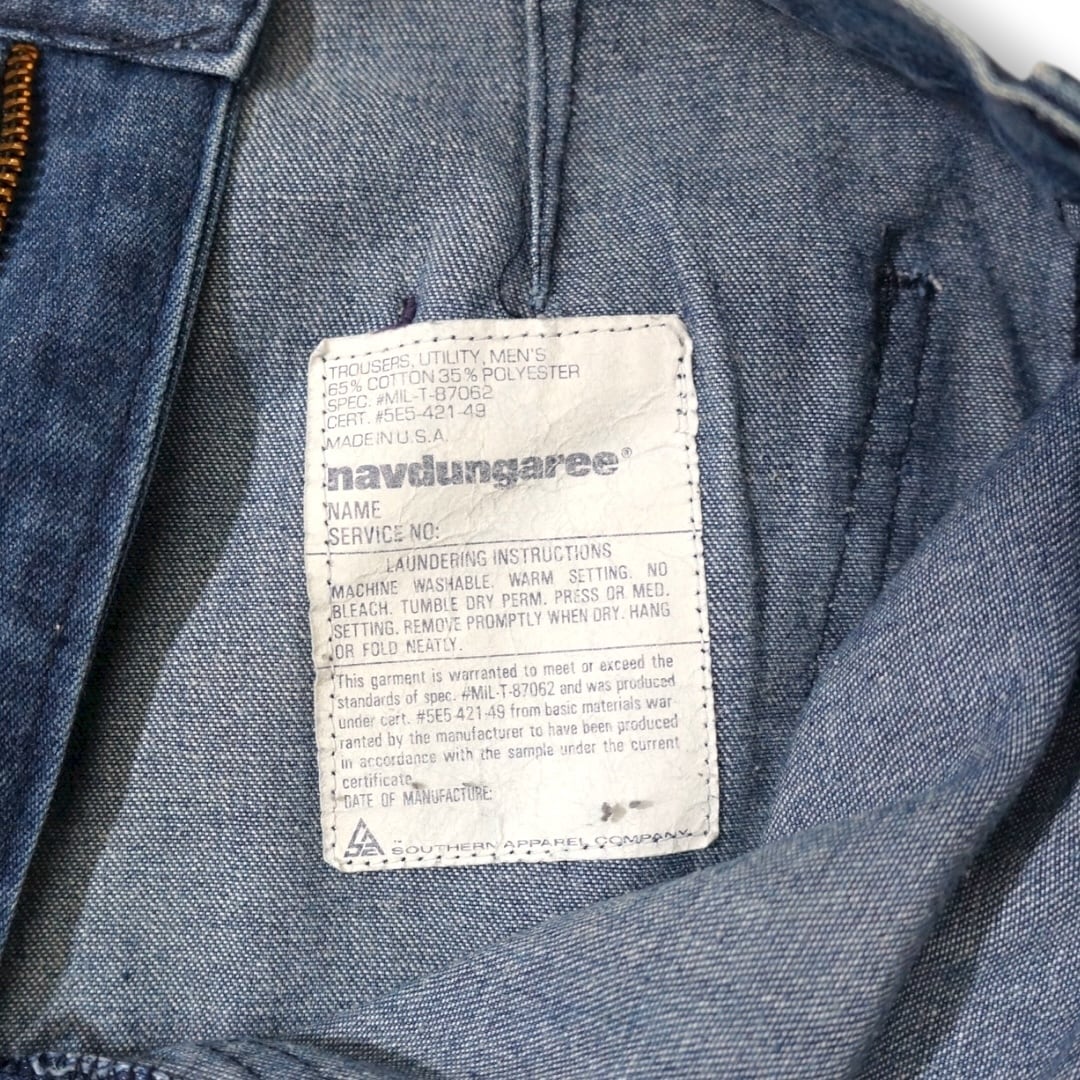 TROUSERS, UTILITY, MEN'S
65% COTTON 35% POLYESTER
SPEC. #MIL-T-87062
CERT. #5E5-421-49
MADE IN U.S.A.
navdungaree®
NAME
SERVICE NO:
LAUNDERING INSTRUCTIONS
MACHINE WASHABLE. WARM SETTING. NO
BLEACH. TUMBLE DRY PERM. PRESS OR MED.
SETTING. REMOVE PROMPTLY WHEN DRY. HANG
OR FOLD NEATLY.
This garment is warranted to meet or exceed the
standards of spec. #MIL-T-87062 and was produced
under cert. #5E5-421-49 from basic materials war
ranted by the manufacturer to have been produced
in accordance with the sample under the current
certificate.
DATE OF MANUFACTURE:
SOUTHERN APPAREL COMPANY